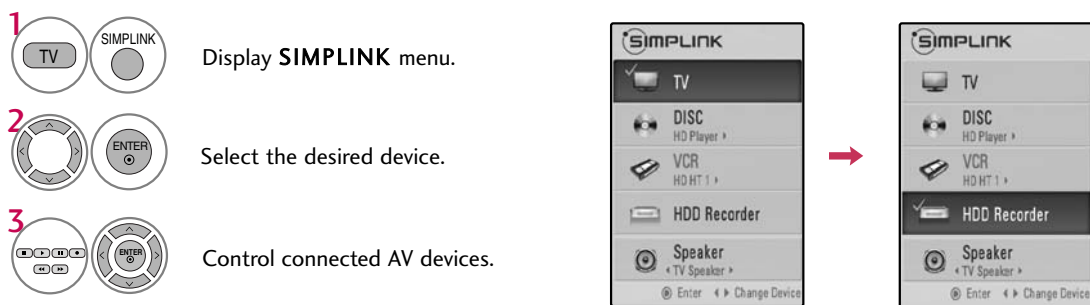 1
TV
SIMPLINK
Display SIMPLINK menu.
2
ENTER
Select the desired device.
3
ENTER
Control connected AV devices.
SIMPLINK
TV
DISC
HD Player
VCR
HD HT 1
HDD Recorder
Speaker
TV Speaker
Enter Change Device
SIMPLINK
TV
DISC
HD Player
VCR
HD HT 1
HDD Recorder
Speaker
TV Speaker
Enter Change Device